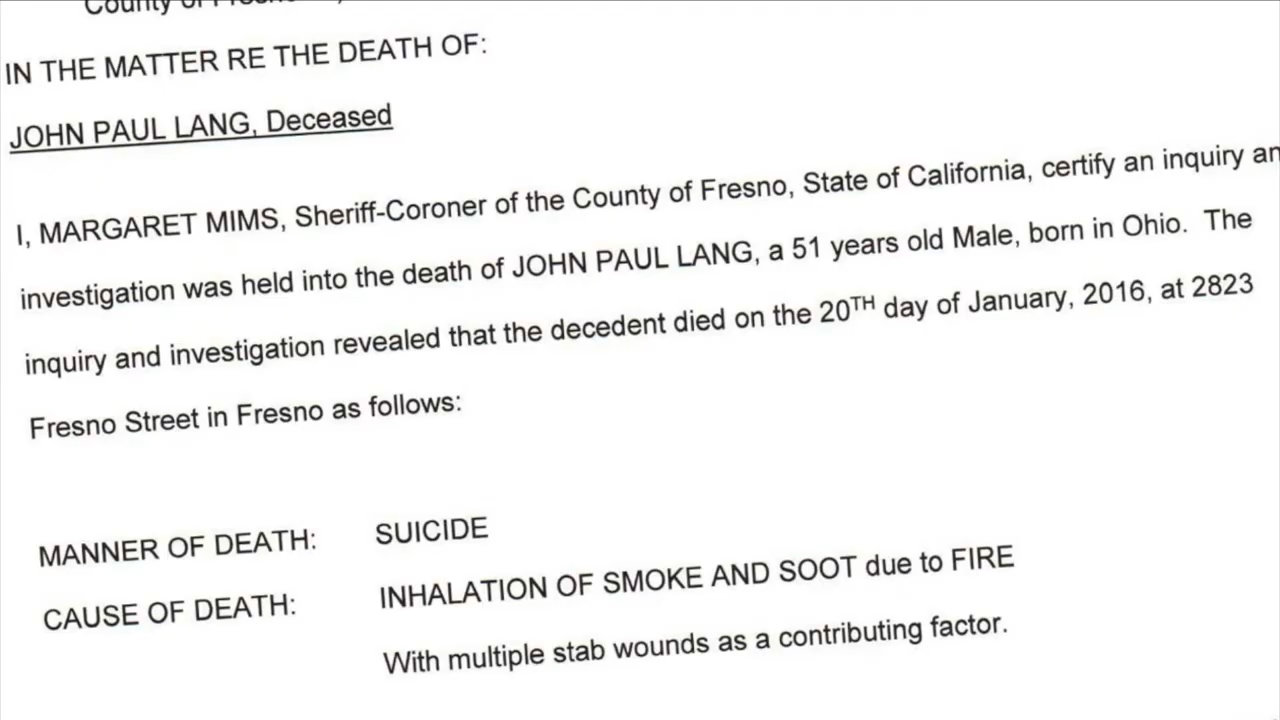 County of
IN THE MATTER RE THE DEATH OF:
JOHN PAUL LANG, Deceased
I, MARGARET MIMS, Sheriff-Coroner of the County of Fresno, State of California, certify an inquiry
investigation was held into the death of JOHN PAUL LANG, a 51 years old Male, born in Ohio. The
inquiry and investigation revealed that the decedent died on the 20TH day of January, 2016, at 2823
Fresno Street in Fresno as follows:
MANNER OF DEATH: SUICIDE
CAUSE OF DEATH: INHALATION OF SMOKE AND SOOT due to FIRE
With multiple stab wounds as a contributing factor.